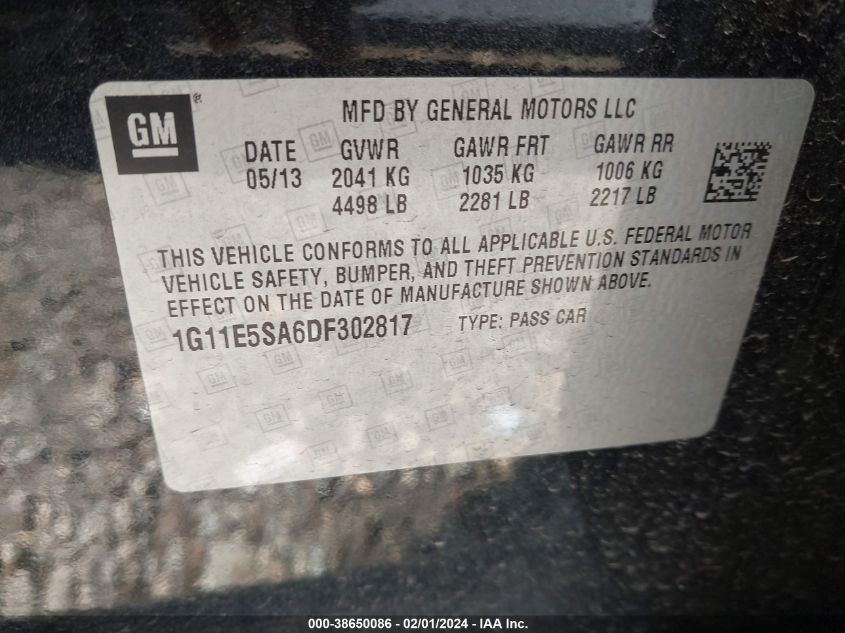 GM ®
MFD BY GENERAL MOTORS LLC
DATE GVWR GAWR FRT GAWR RR
05/13 2041 KG 1035 KG 1006 KG
4498 LB 2281 LB 2217 LB
THIS VEHICLE CONFORMS TO ALL APPLICABLE U.S. FEDERAL MOTOR
VEHICLE SAFETY, BUMPER, AND THEFT PREVENTION STANDARDS IN
EFFECT ON THE DATE OF MANUFACTURE SHOWN ABOVE.
1G11E5SA6DF302817 TYPE: PASS CAR
000-38650086 - 02/01/2024 - IAA Inc.